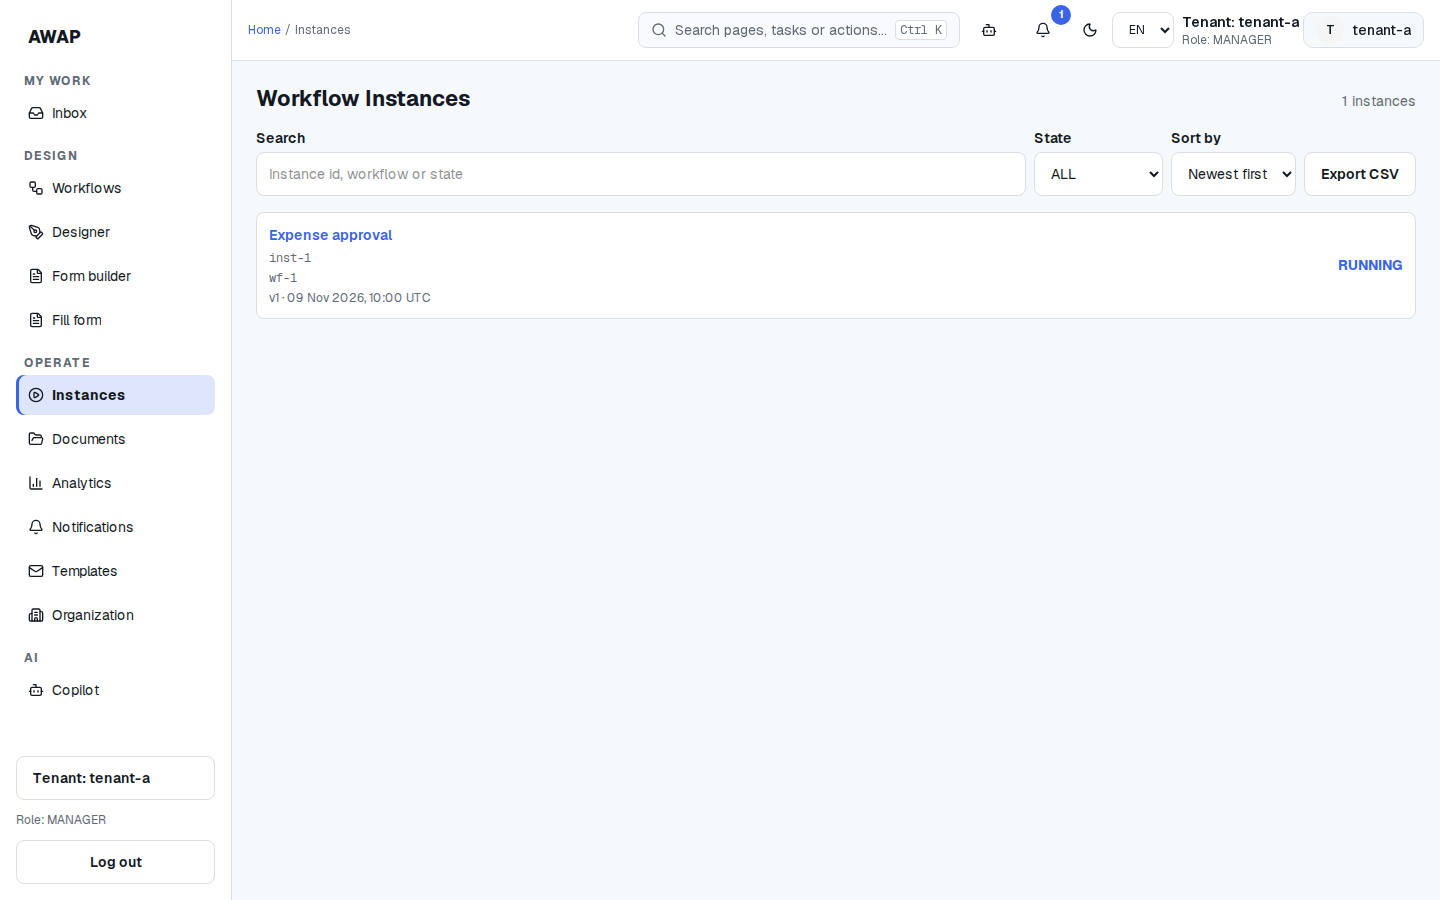 AWAP
MY WORK
Inbox
DESIGN
Workflows
Designer
Form builder
Fill form
OPERATE
Instances
Documents
Analytics
Notifications
Templates
Organization
AI
Copilot
Tenant: tenant-a
Role: MANAGER
Log out
Home / Instances
Search pages, tasks or actions... Ctrl K
1
EN
Tenant: tenant-a
Role: MANAGER
T tenant-a
Workflow Instances
1 instances
Search
Instance id, workflow or state
State
ALL
Sort by
Newest first
Export CSV
Expense approval
inst-1
wf-1
v1 · 09 Nov 2026, 10:00 UTC
RUNNING